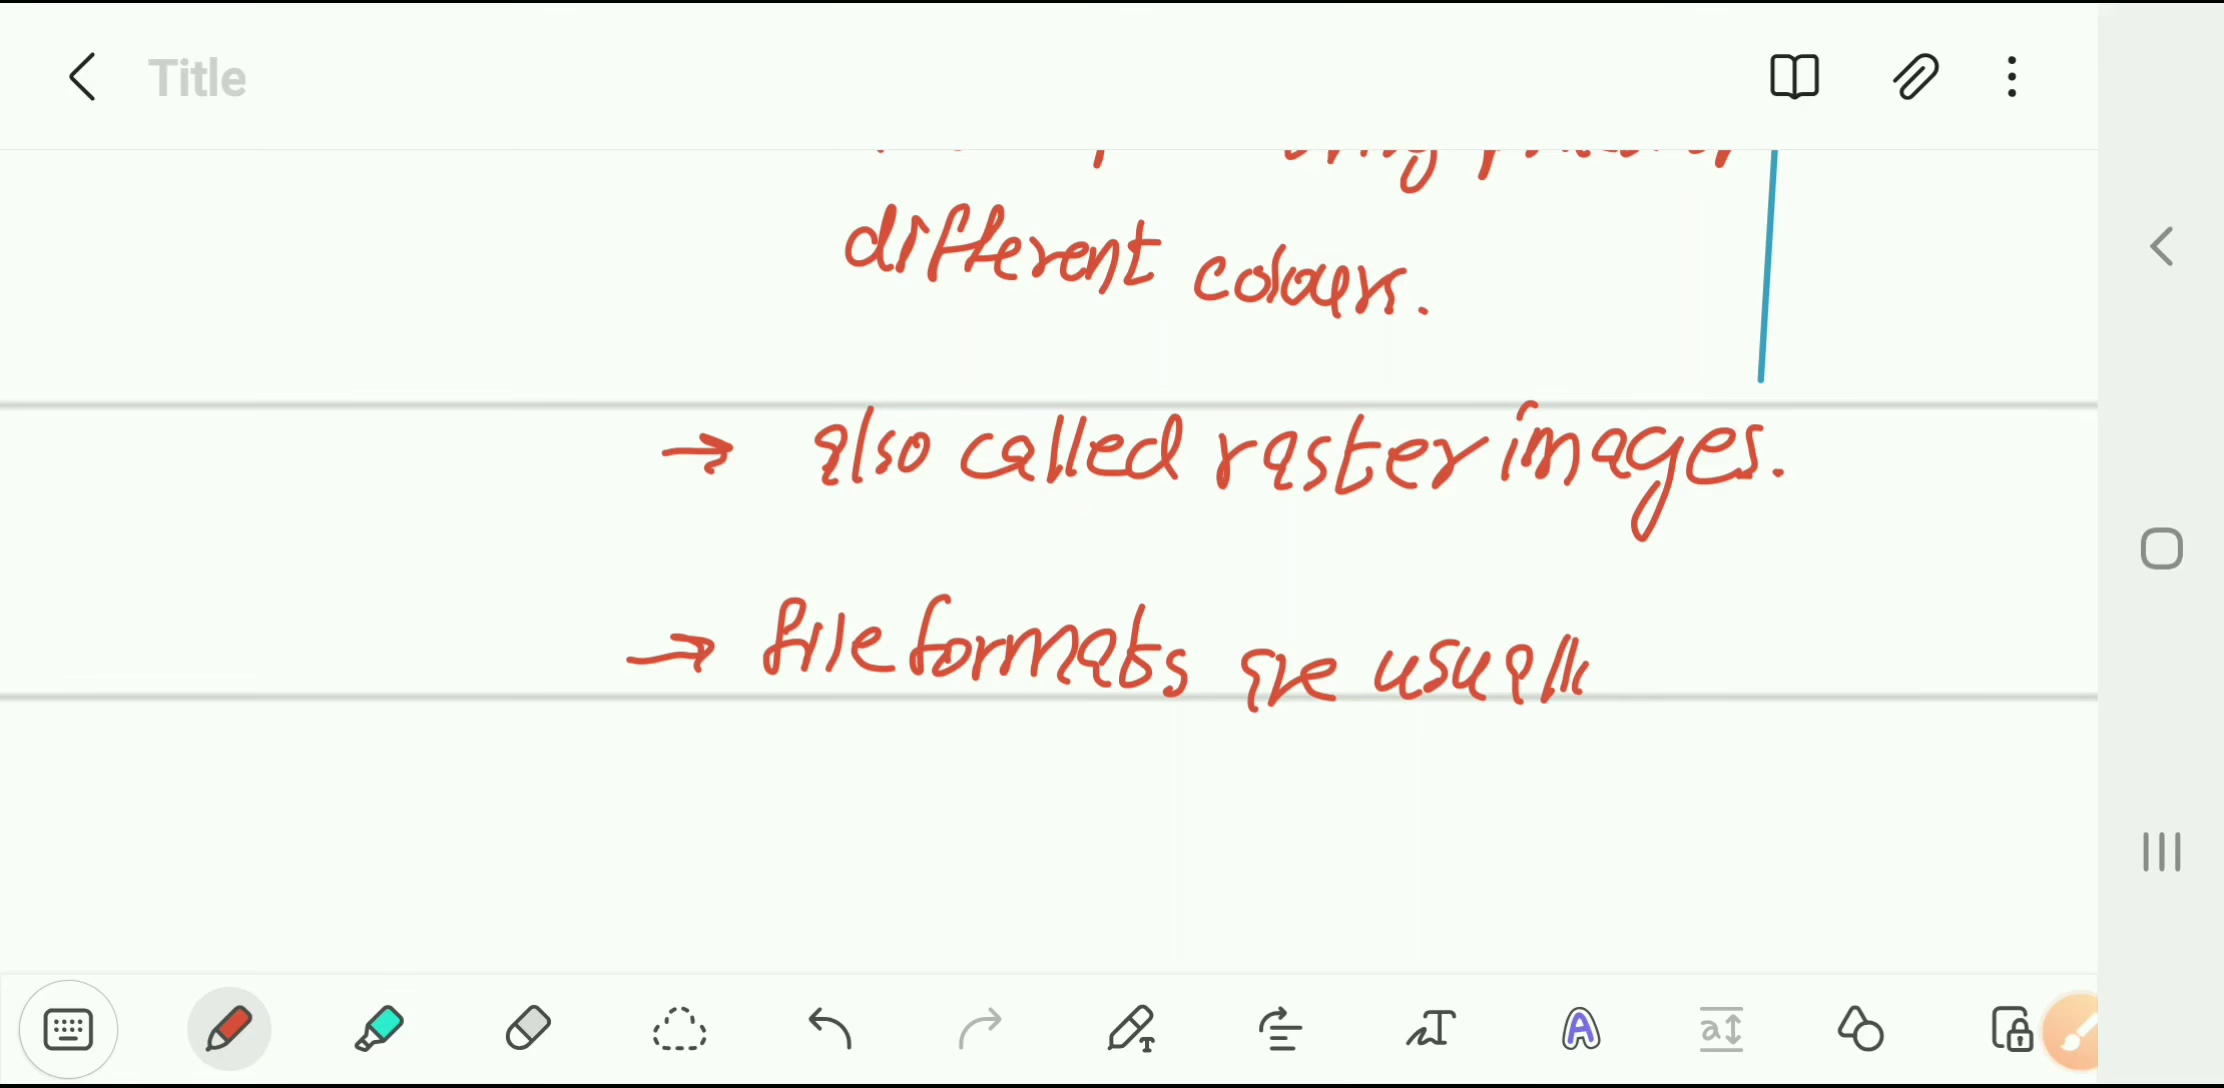 Title
different colours.
→ also called raster images.
→ file formats are usuall